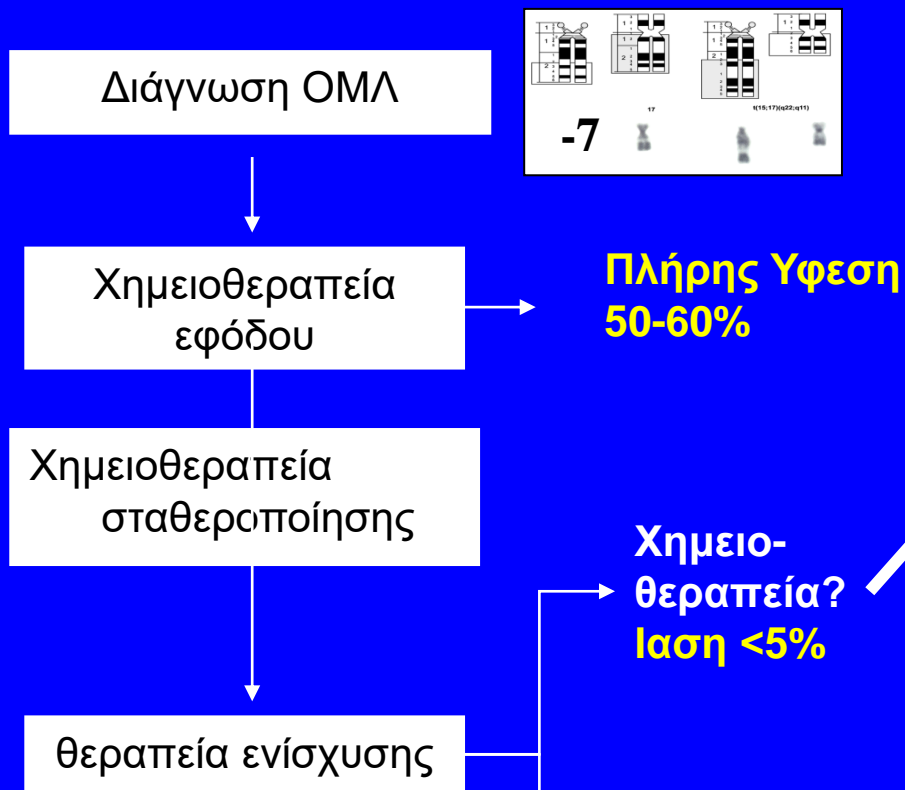 Διάγνωση ΟΜΛ
17
t(15;17)(q22;q11)
-7
Χημειοθεραπεία
εφόδου
Πλήρης Υφεση
50-60%
Χημειοθεραπεία
σταθεροποίησης
Χημειο-
θεραπεία?
Ιαση <5%
θεραπεία ενίσχυσης